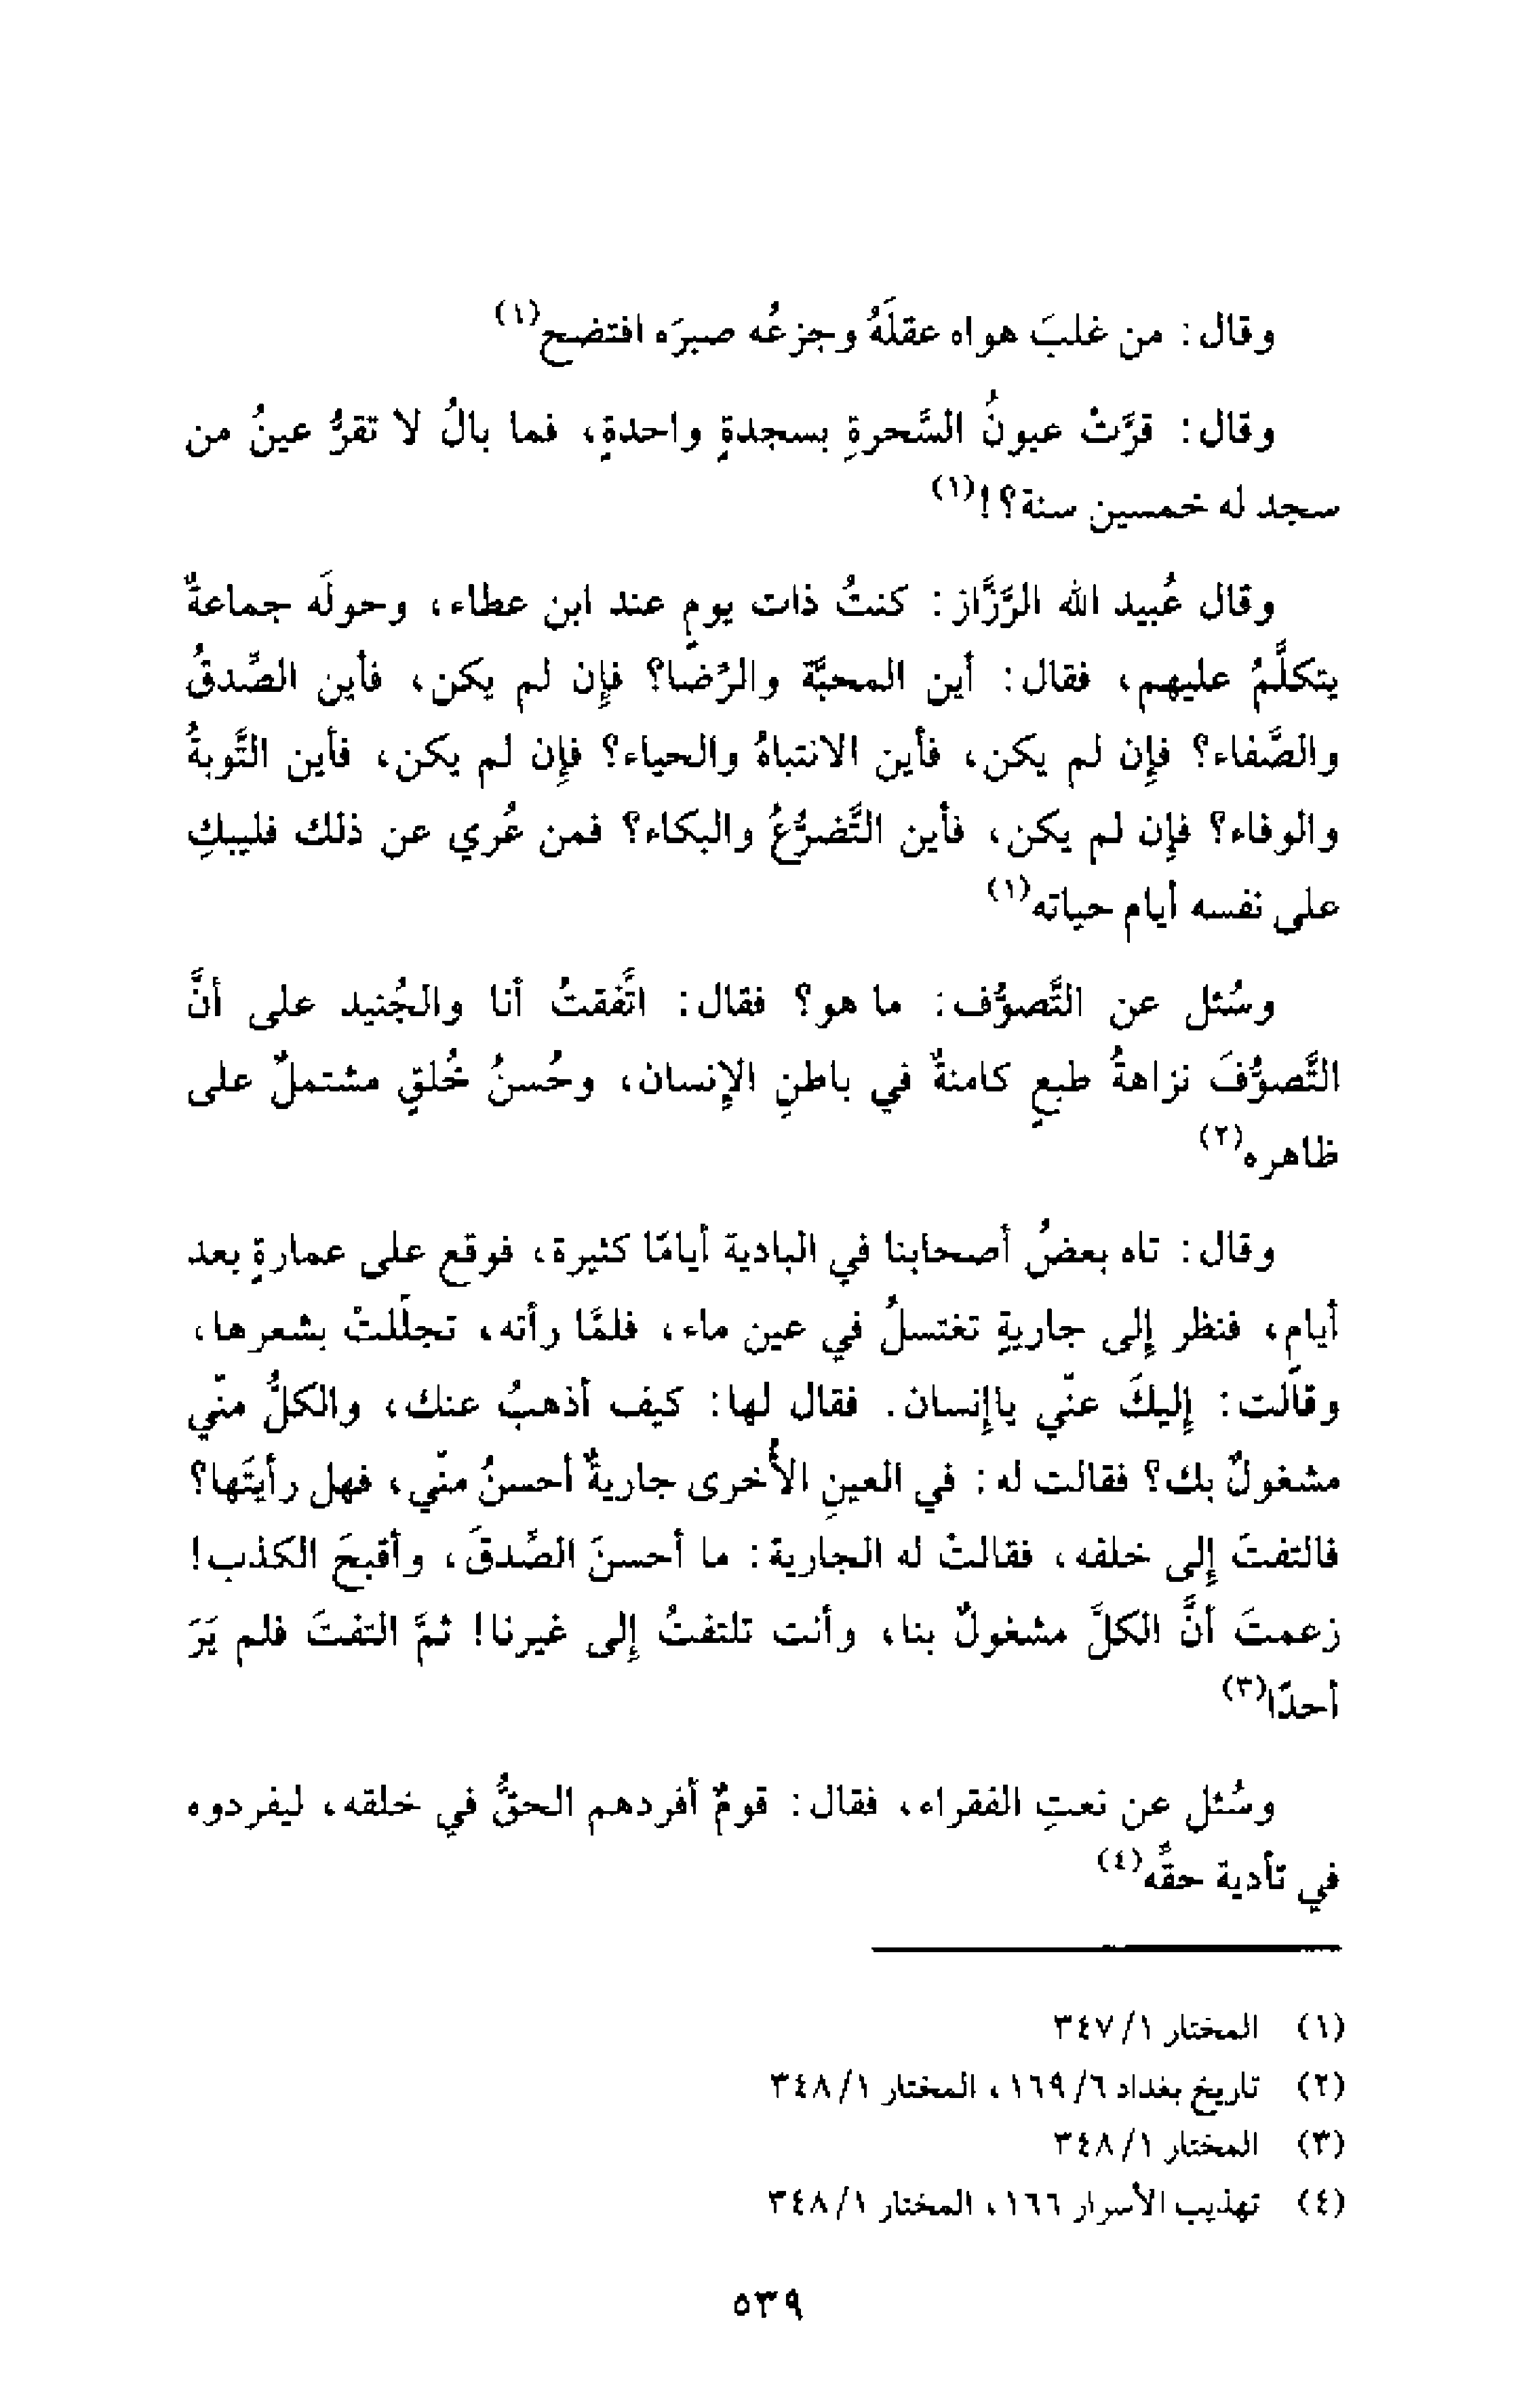 وقال: من غلبَ هواه عقلَهُ وجزعُه صبرَه افتضح(١)
وقال: قرَّتْ عيونُ السَّحرةِ بسجدةٍ واحدةٍ، فما بالُ لا تقرُّ عينُ من
سجد له خمسين سنة؟!(١)
وقال عُبيد الله الرَّزَّاز: كنتُ ذات يومٍ عند ابن عطاء، وحولَه جماعةٌ
يتكلَّمُ عليهم، فقال: أين المحبَّة والرِّضا؟ فإن لم يكن، فأين الصِّدقُ
والصَّفاء؟ فإن لم يكن، فأين الانتباهُ والحياء؟ فإن لم يكن، فأين التَّوبةُ
والوفاء؟ فإن لم يكن، فأين التَّضرُّعُ والبكاء؟ فمن عُري عن ذلك فليبكِ
على نفسه أيام حياته(١)
وسُئل عن التَّصوُّف: ما هو؟ فقال: اتَّفقتُ أنا والجُنيد على أنَّ
التَّصوُّفَ نزاهةُ طبعٍ كامنةٌ في باطنِ الإنسان، وحُسنُ خُلقٍ مشتملٌ على
ظاهره(٢)
وقال: تاه بعضُ أصحابنا في البادية أيامًا كثيرة، فوقع على عمارةٍ بعد
أيامٍ، فنظر إلى جاريةٍ تغتسلُ في عين ماء، فلمَّا رأته، تجلَّلتْ بشعرها،
وقالت: إليكَ عنّي ياإنسان. فقال لها: كيف أذهبُ عنك، والكلُّ منّي
مشغولٌ بك؟ فقالت له: في العينِ الأُخرى جاريةٌ أحسنُ منّي، فهل رأيتَها؟
فالتفتَ إلى خلفه، فقالتْ له الجارية: ما أحسنَ الصِّدقَ، وأقبحَ الكذب!
زعمتَ أنَّ الكلَّ مشغولٌ بنا، وأنت تلتفتُ إلى غيرنا! ثمَّ التفتَ فلم يَرَ
أحدًا(٣)
وسُئل عن نعتِ الفقراء، فقال: قومٌ أفردهم الحقُّ في خلقه، ليفردوه
في تأدية حقِّه(٤)
(١) المختار ٣٤٧/١
(٢) تاريخ بغداد ١٦٩/٦، المختار ٣٤٨/١
(٣) المختار ٣٤٨/١
(٤) تهذيب الأسرار ١٦٦، المختار ٣٤٨/١
٥٣٩